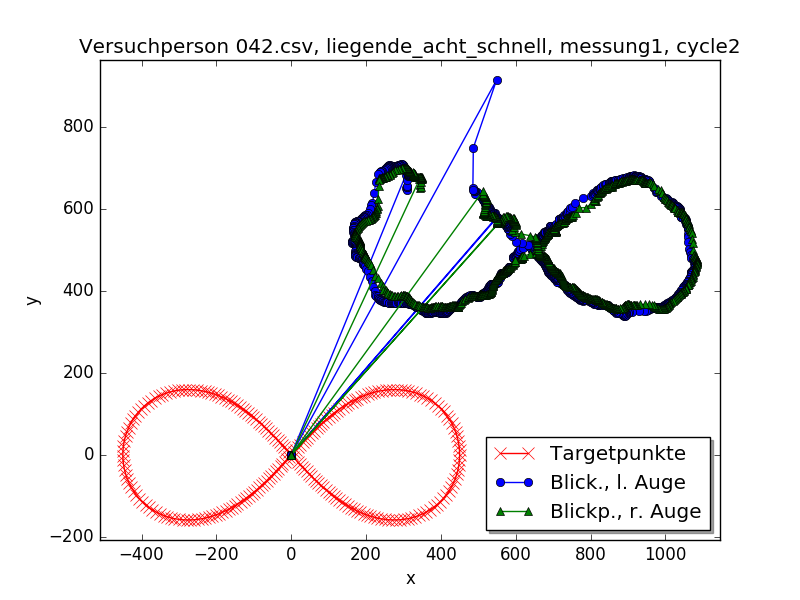 Versuchperson 042.csv, liegende_acht_schnell, messung1, cycle2
800
600
400
200
0
−200
y
−400
−200
0
200
400
600
800
1000
x
Targetpunkte
Blick., l. Auge
Blickp., r. Auge